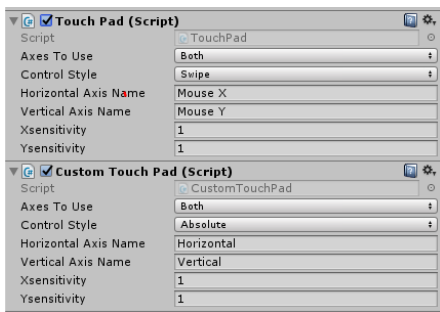 Touch Pad (Script)
Script TouchPad
Axes To Use Both
Control Style Swipe
Horizontal Axis Name Mouse X
Vertical Axis Name Mouse Y
Xsensitivity 1
Ysensitivity 1
Custom Touch Pad (Script)
Script CustomTouchPad
Axes To Use Both
Control Style Absolute
Horizontal Axis Name Horizontal
Vertical Axis Name Vertical
Xsensitivity 1
Ysensitivity 1